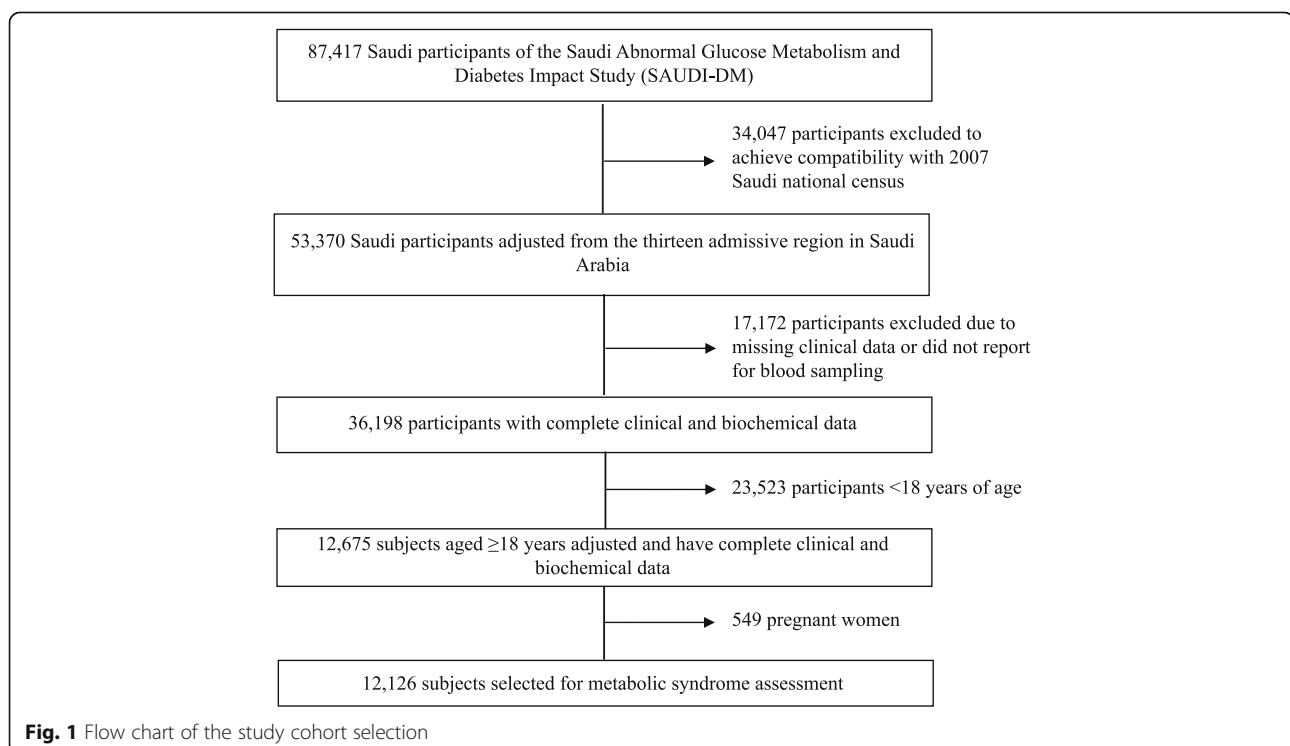 87,417 Saudi participants of the Saudi Abnormal Glucose Metabolism and
Diabetes Impact Study (SAUDI-DM)
34,047 participants excluded to
achieve compatibility with 2007
Saudi national census
53,370 Saudi participants adjusted from the thirteen admissive region in Saudi
Arabia
17,172 participants excluded due to
missing clinical data or did not report
for blood sampling
36,198 participants with complete clinical and biochemical data
23,523 participants <18 years of age
12,675 subjects aged ≥18 years adjusted and have complete clinical and
biochemical data
549 pregnant women
12,126 subjects selected for metabolic syndrome assessment
Fig. 1 Flow chart of the study cohort selection